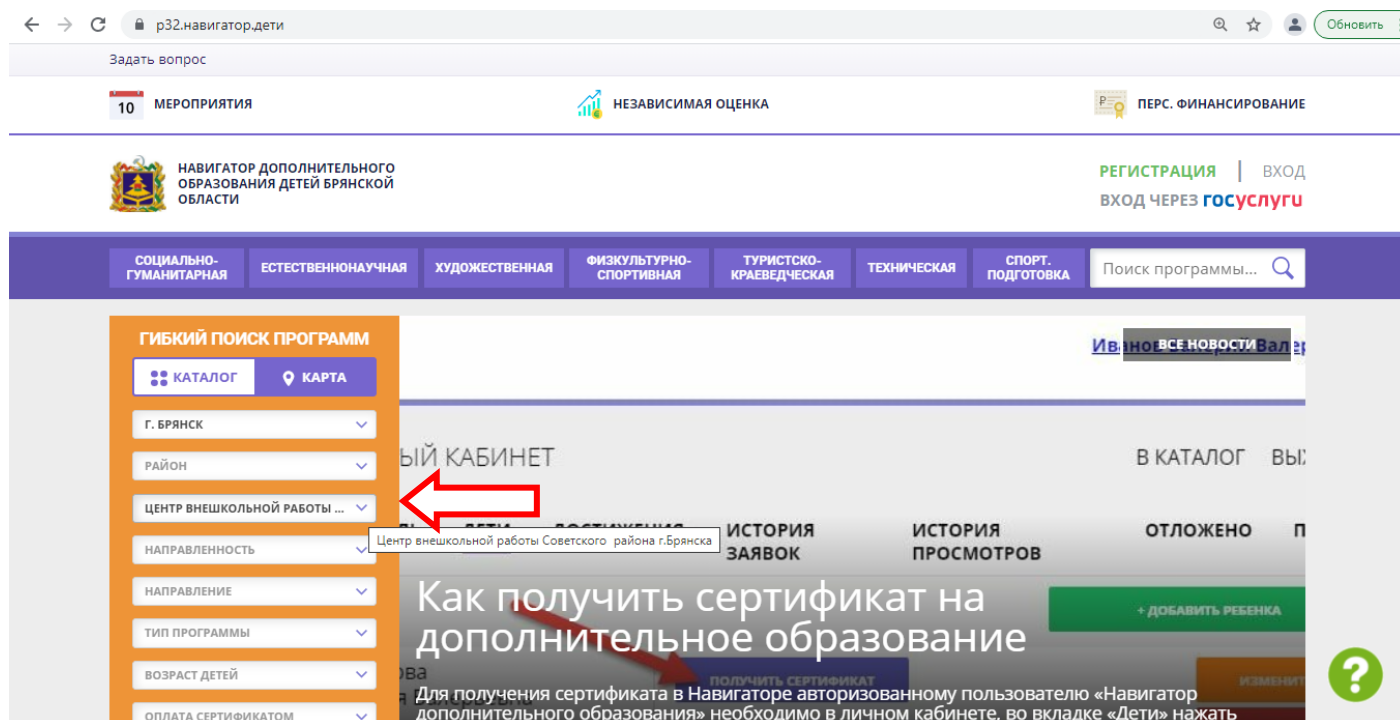 р32.навигатор.дети
Обновить
Задать вопрос
10 МЕРОПРИЯТИЯ
НЕЗАВИСИМАЯ ОЦЕНКА
ПЕРС. ФИНАНСИРОВАНИЕ
НАВИГАТОР ДОПОЛНИТЕЛЬНОГО
ОБРАЗОВАНИЯ ДЕТЕЙ БРЯНСКОЙ
ОБЛАСТИ
РЕГИСТРАЦИЯ | ВХОД
ВХОД ЧЕРЕЗ госуслуги
СОЦИАЛЬНО-
ГУМАНИТАРНАЯ
ЕСТЕСТВЕННОНАУЧНАЯ
ХУДОЖЕСТВЕННАЯ
ФИЗКУЛЬТУРНО-
СПОРТИВНАЯ
ТУРИСТСКО-
КРАЕВЕДЧЕСКАЯ
ТЕХНИЧЕСКАЯ
СПОРТ.
ПОДГОТОВКА
Поиск программы...
ГИБКИЙ ПОИСК ПРОГРАММ
КАТАЛОГ
КАРТА
Г. БРЯНСК
РАЙОН
ЦЕНТР ВНЕШКОЛЬНОЙ РАБОТЫ ...
НАПРАВЛЕННОСТЬ
НАПРАВЛЕНИЕ
ТИП ПРОГРАММЫ
ВОЗРАСТ ДЕТЕЙ
ОПЛАТА СЕРТИФИКАТОМ
ВСЕ НОВОСТИ
ЫЙ КАБИНЕТ
В КАТАЛОГ
ВЫ
Центр внешкольной работы Советского района г.Брянска
ИСТОРИЯ
ЗАЯВОК
ИСТОРИЯ
ПРОСМОТРОВ
ОТЛОЖЕНО
П
Как получить сертификат на
дополнительное образование
+ ДОБАВИТЬ РЕБЕНКА
ПОЛУЧИТЬ СЕРТИФИКАТ
Для получения сертификата в Навигаторе авторизованному пользователю «Навигатор
дополнительного образования» необходимо в личном кабинете, во вкладке «Дети» нажать
?